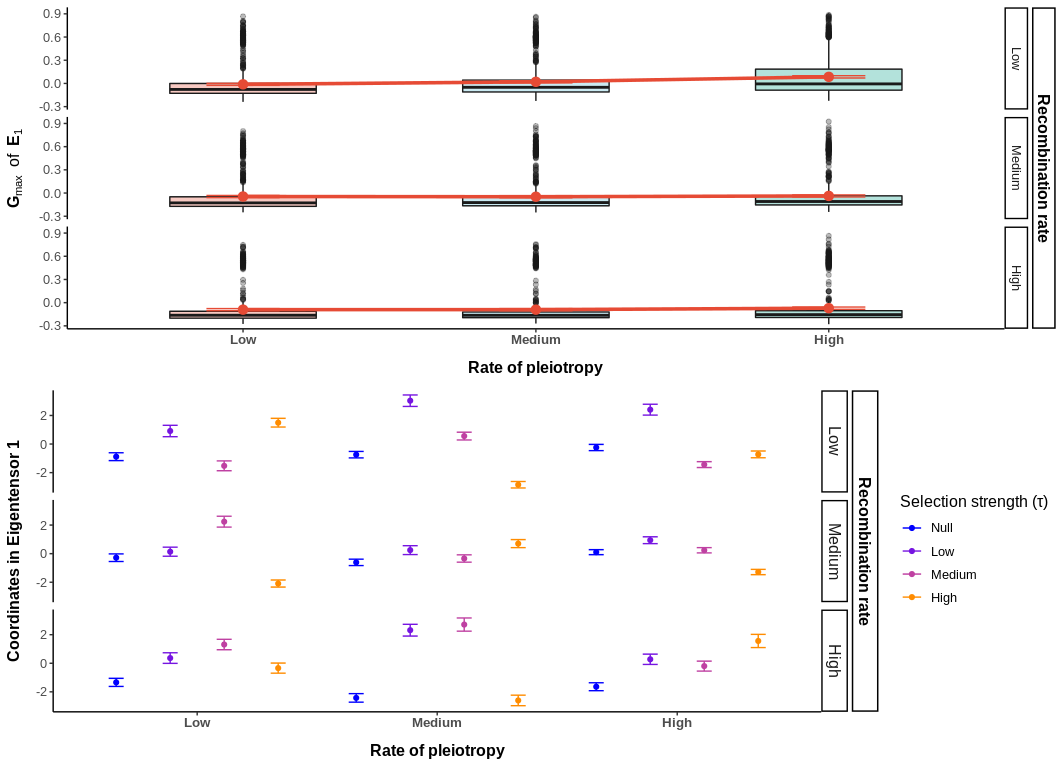 0.9
0.6
0.3
0.0
-0.3
Low
0.9
0.6
0.3
0.0
-0.3
Medium
0.9
0.6
0.3
0.0
-0.3
High
Gmax of E1
Recombination rate
Low Medium High
Rate of pleiotropy
2
0
-2
Low
2
0
-2
Medium
2
0
-2
High
Coordinates in Eigentensor 1
Recombination rate
Low Medium High
Rate of pleiotropy
Selection strength (τ)
Null
Low
Medium
High